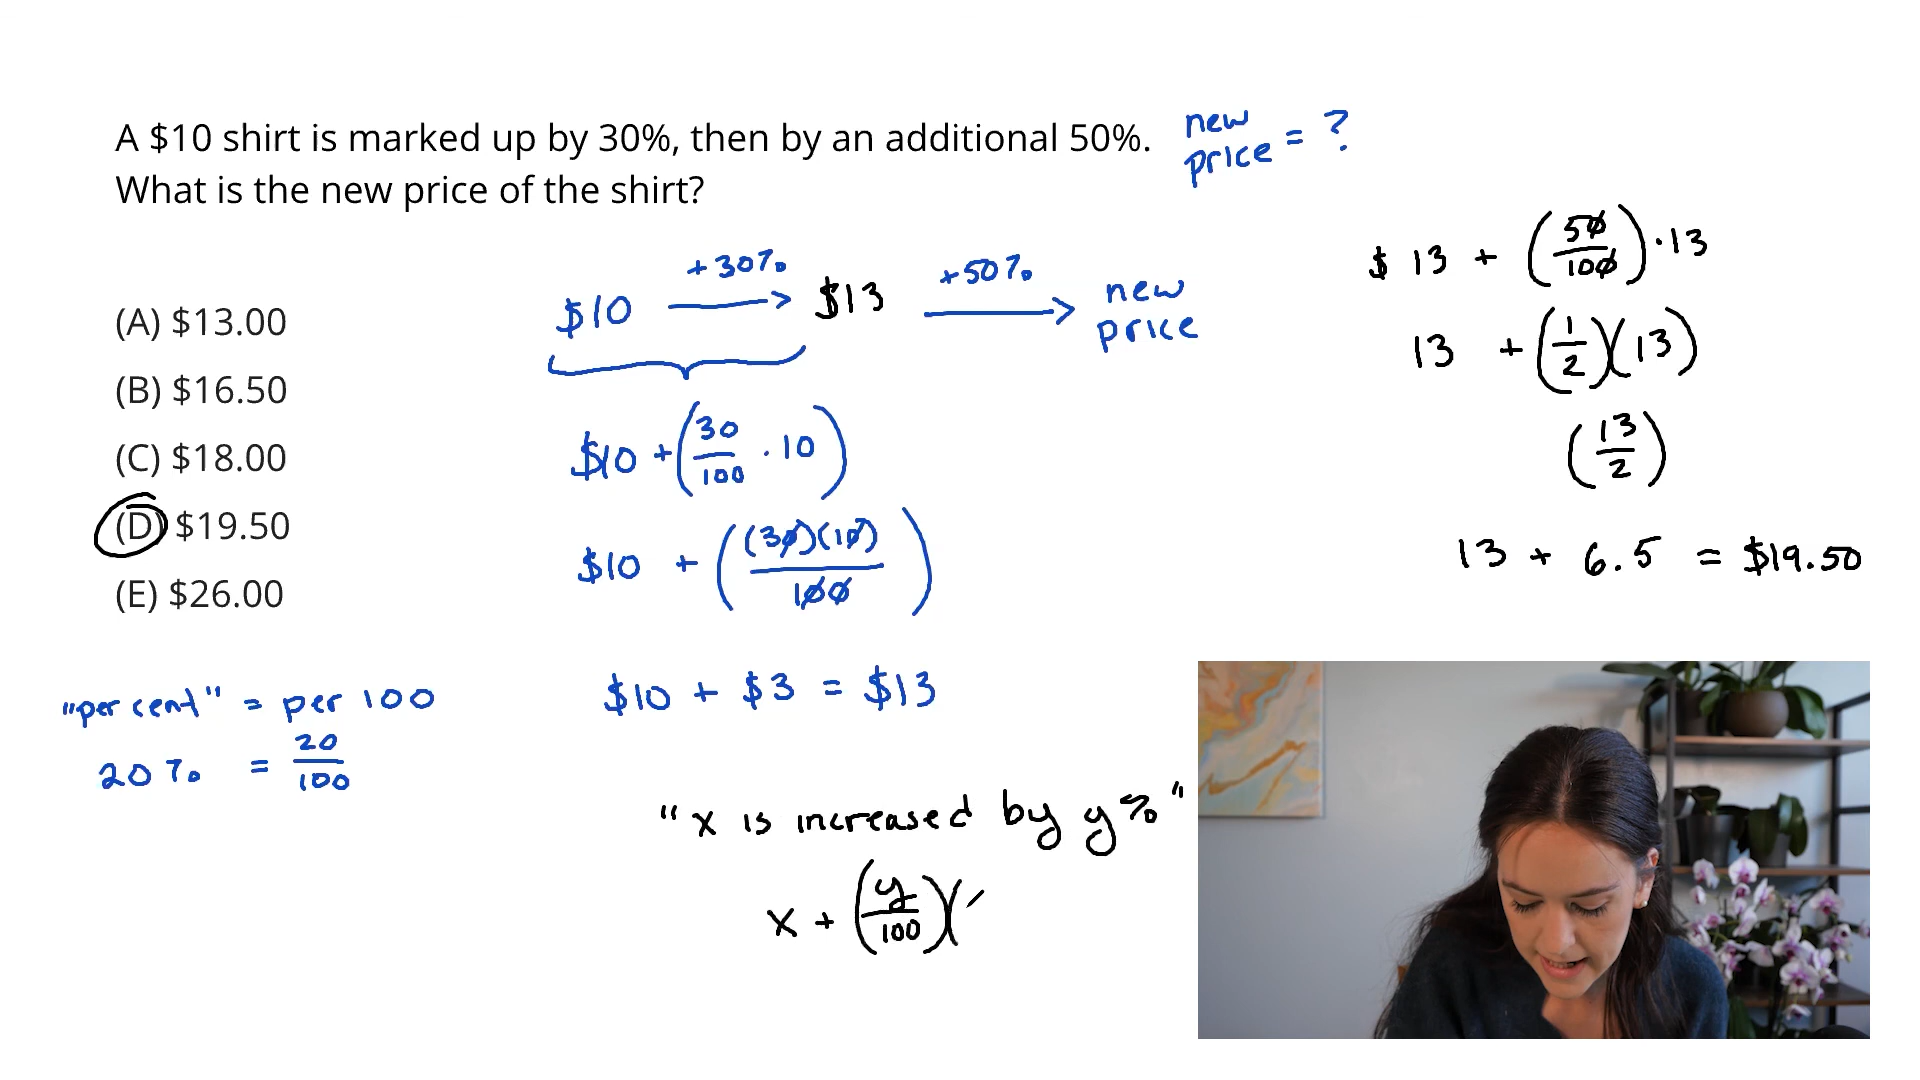 A $10 shirt is marked up by 30%, then by an additional 50%.
What is the new price of the shirt?
new price = ?
(A) $13.00
(B) $16.50
(C) $18.00
(D) $19.50
(E) $26.00
"per cent" = per 100
20% = 20/100
$10 +30% → $13 +50% → new price
$10 + (30/100 · 10)
$10 + ((30)(10)/100)
$10 + $3 = $13
$13 + (50/100) · 13
13 + (1/2)(13)
(13/2)
13 + 6.5 = $19.50
"x is increased by y%"
x + (y/100)(